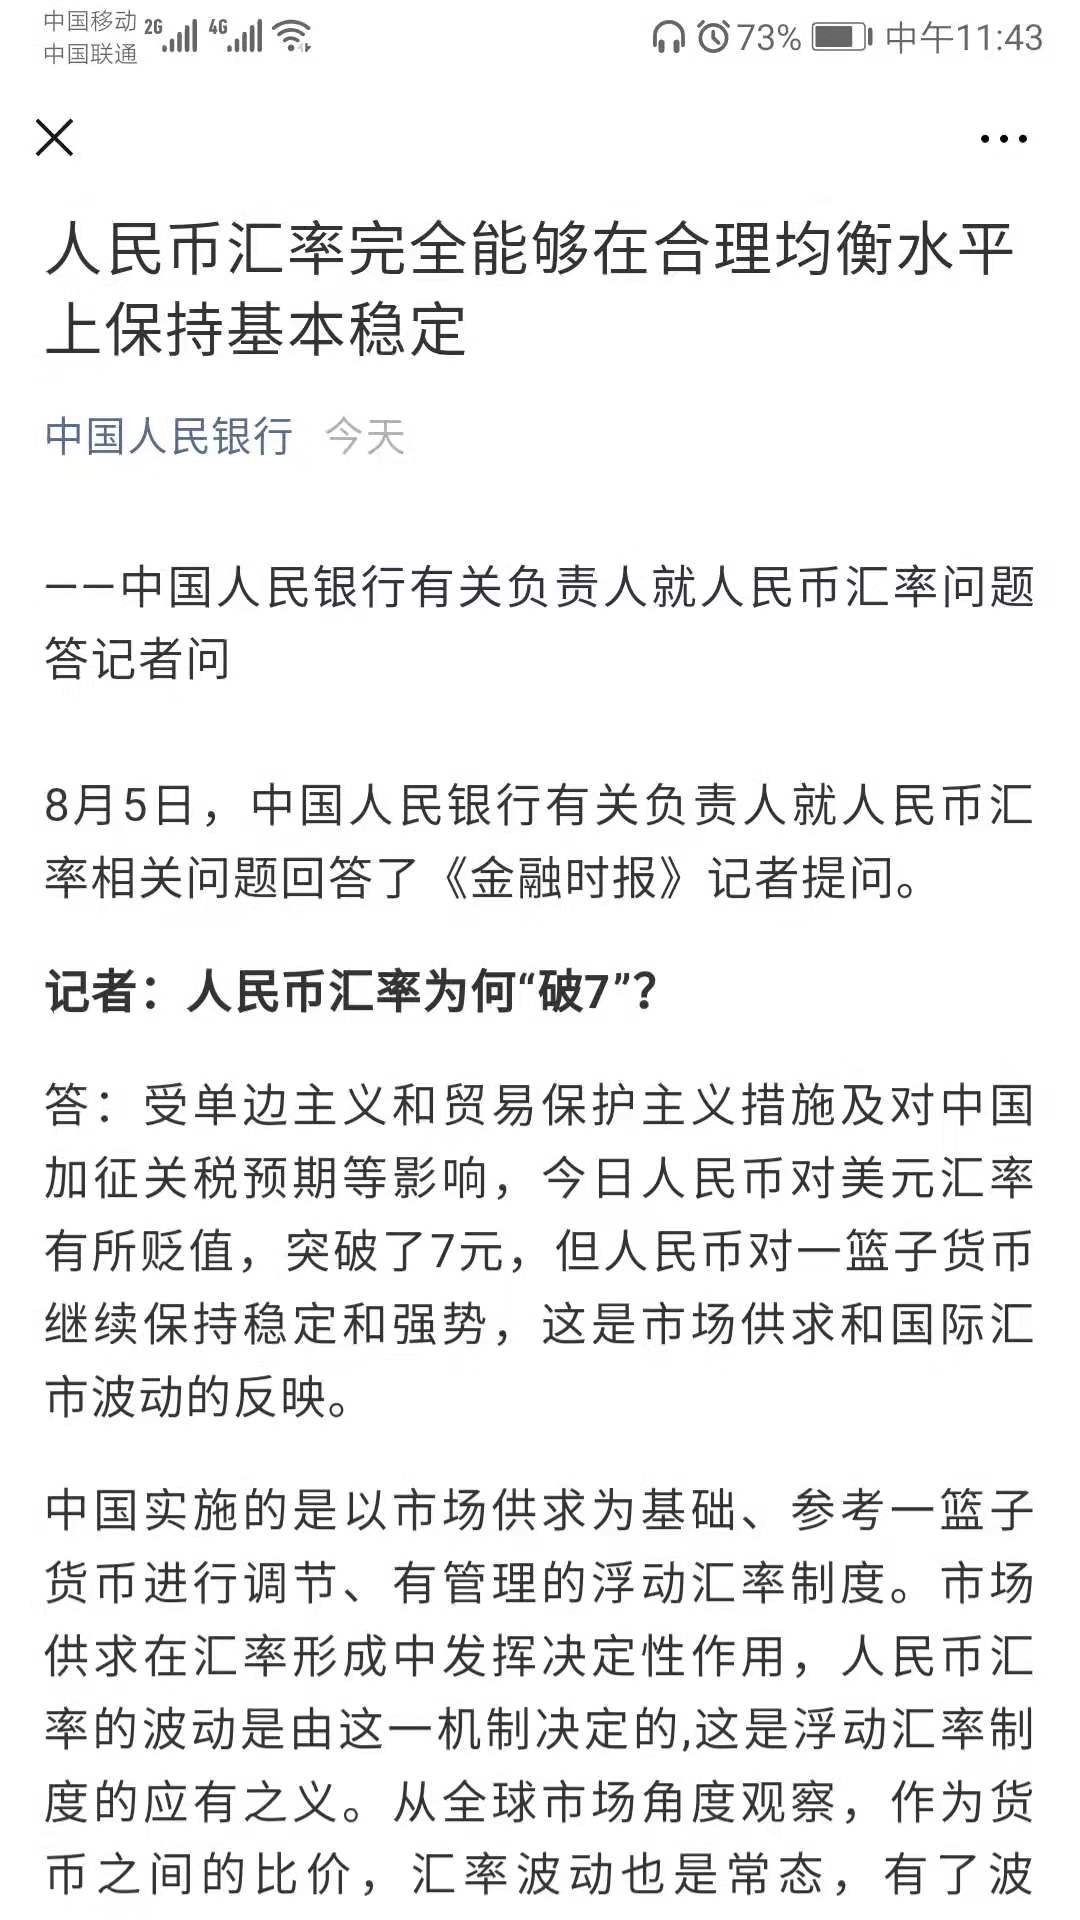 中国移动 2G 4G 73% 中午11:43
中国联通
人民币汇率完全能够在合理均衡水平
上保持基本稳定
中国人民银行 今天
——中国人民银行有关负责人就人民币汇率问题
答记者问
8月5日，中国人民银行有关负责人就人民币汇
率相关问题回答了《金融时报》记者提问。
记者：人民币汇率为何“破7”？
答：受单边主义和贸易保护主义措施及对中国
加征关税预期等影响，今日人民币对美元汇率
有所贬值，突破了7元，但人民币对一篮子货币
继续保持稳定和强势，这是市场供求和国际汇
市波动的反映。
中国实施的是以市场供求为基础、参考一篮子
货币进行调节、有管理的浮动汇率制度。市场
供求在汇率形成中发挥决定性作用，人民币汇
率的波动是由这一机制决定的,这是浮动汇率制
度的应有之义。从全球市场角度观察，作为货
币之间的比价，汇率波动也是常态，有了波